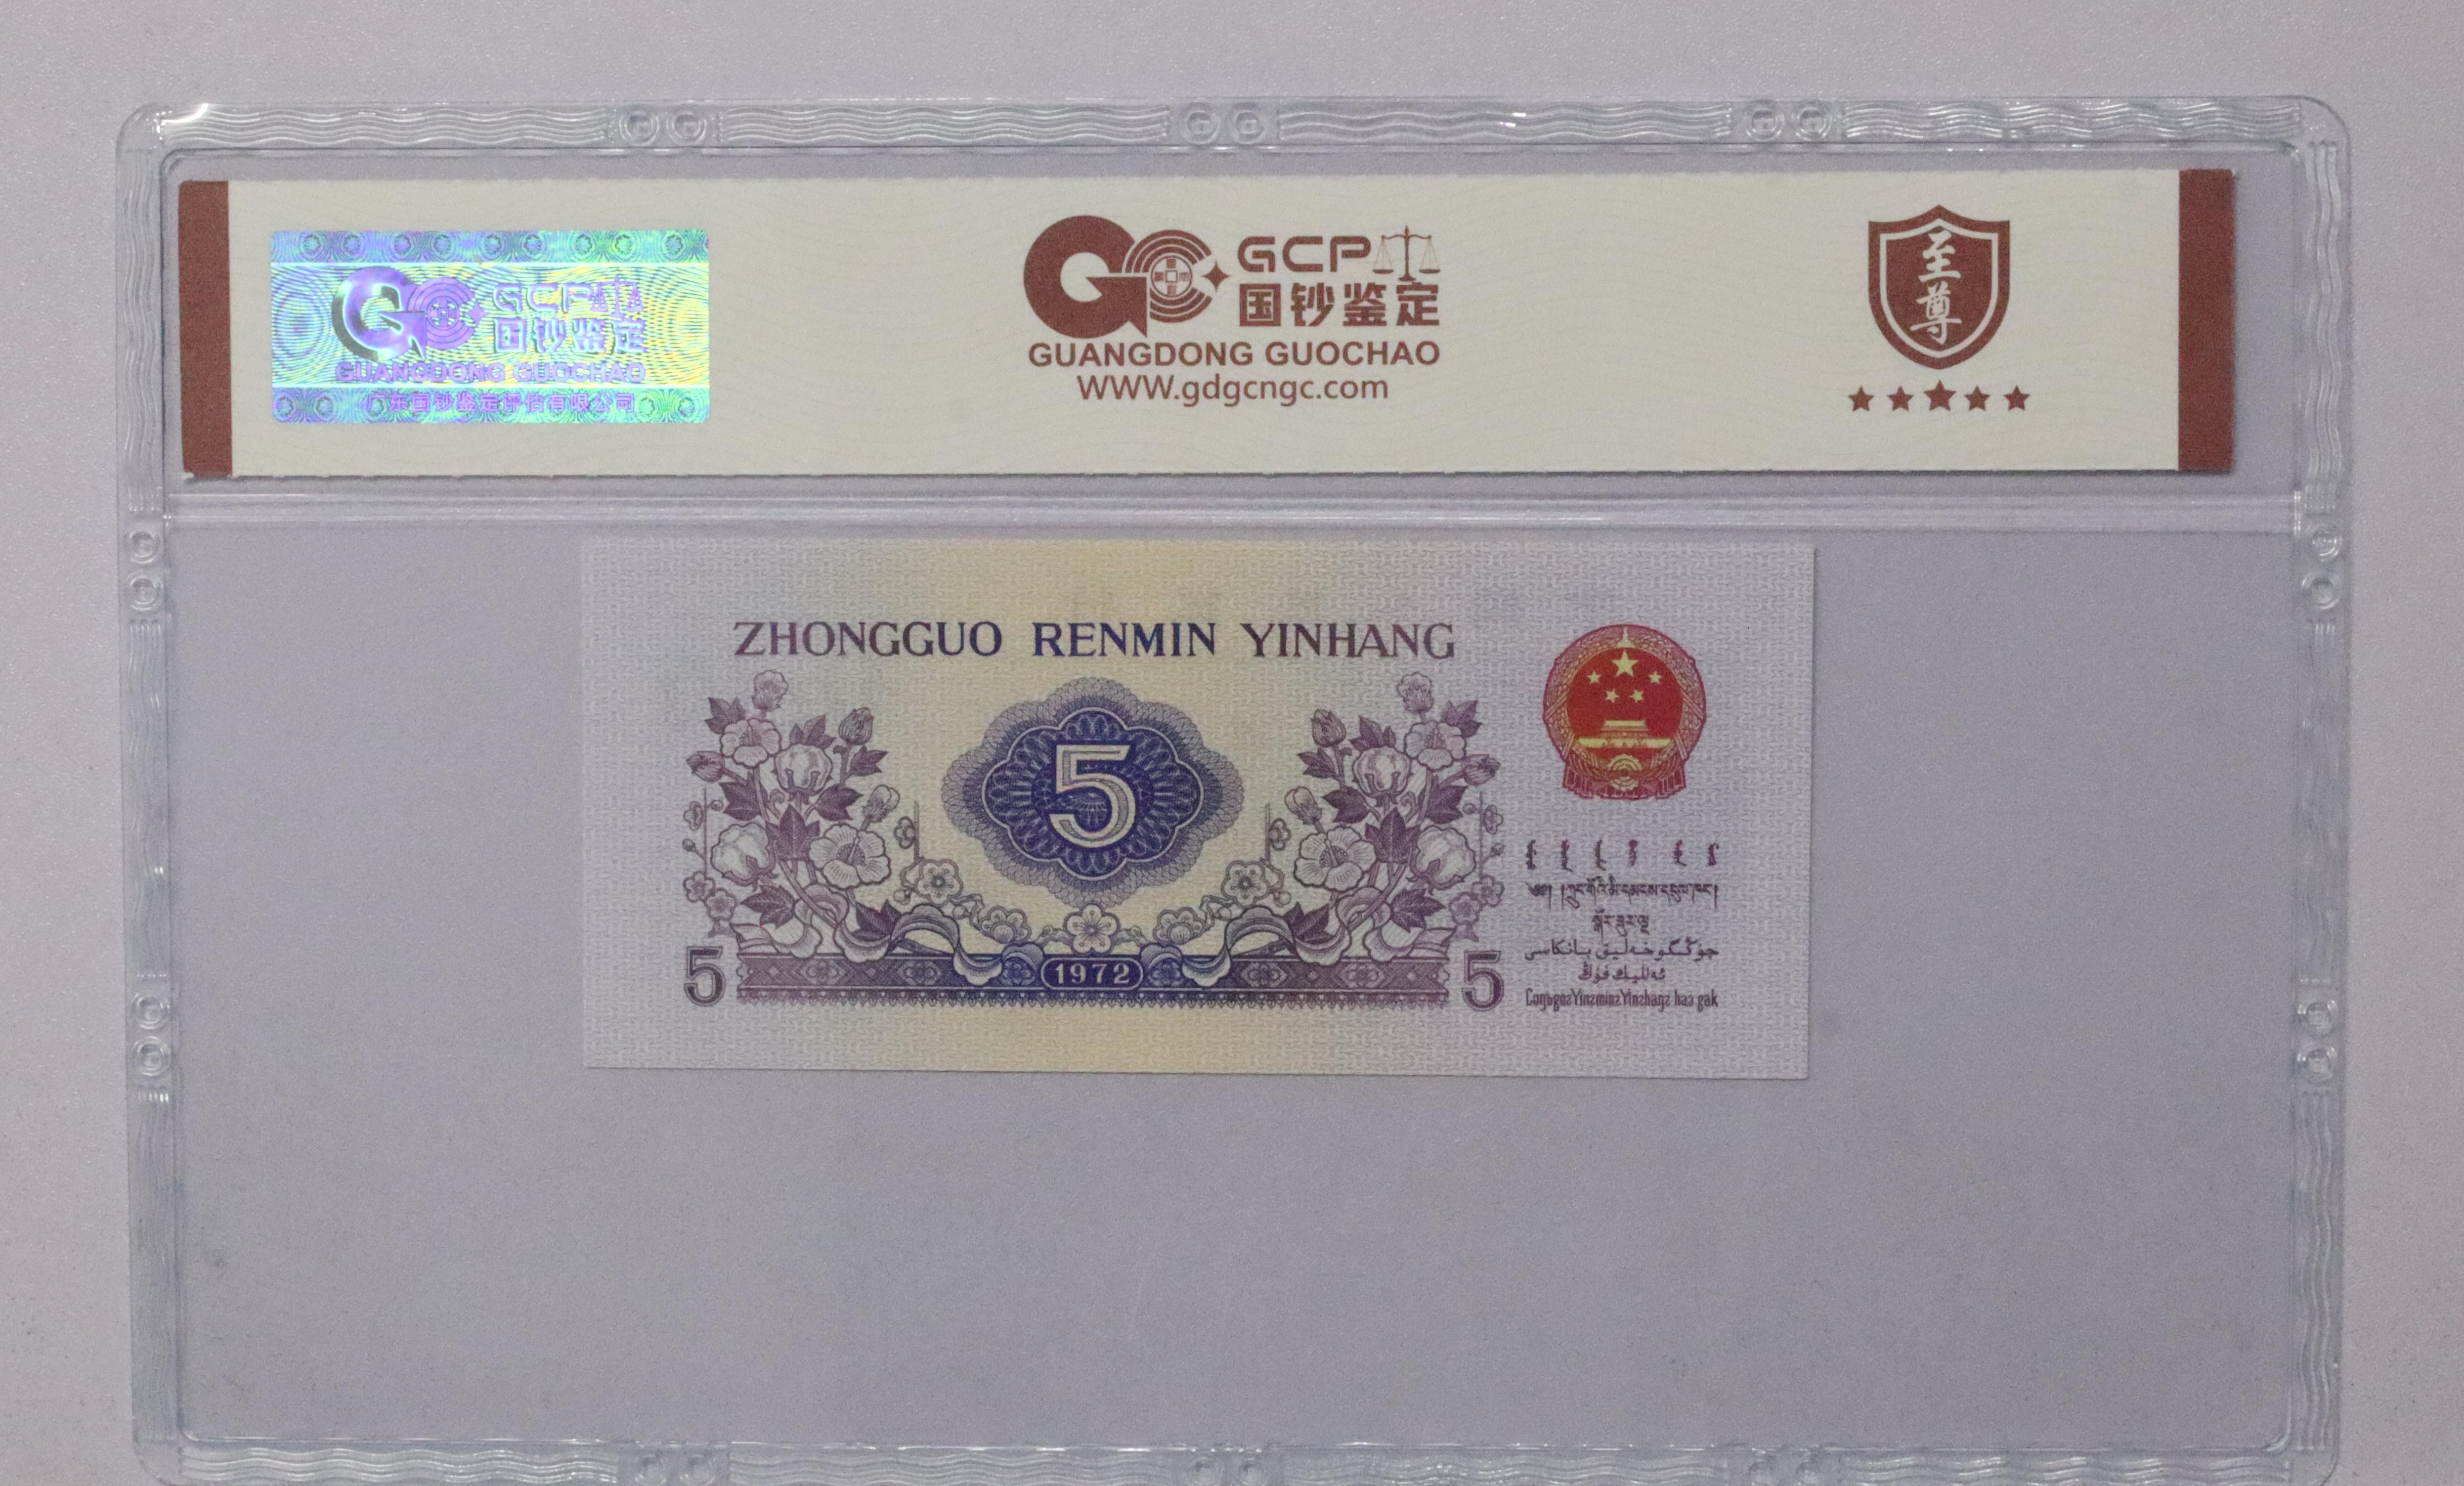 GCP
国钞鉴定
GUANGDONG GUOCHAO
广东国钞鉴定评估有限公司
GCP
国钞鉴定
GUANGDONG GUOCHAO
WWW.gdgcngc.com
至尊
ZHONGGUO RENMIN YINHANG
5
1972
5
5
جۇڭگوخەلىق بانكاسى